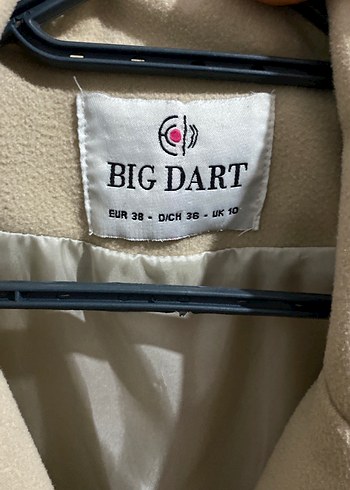 BIG DART
EUR 38 - D/CH 36 - UK 10